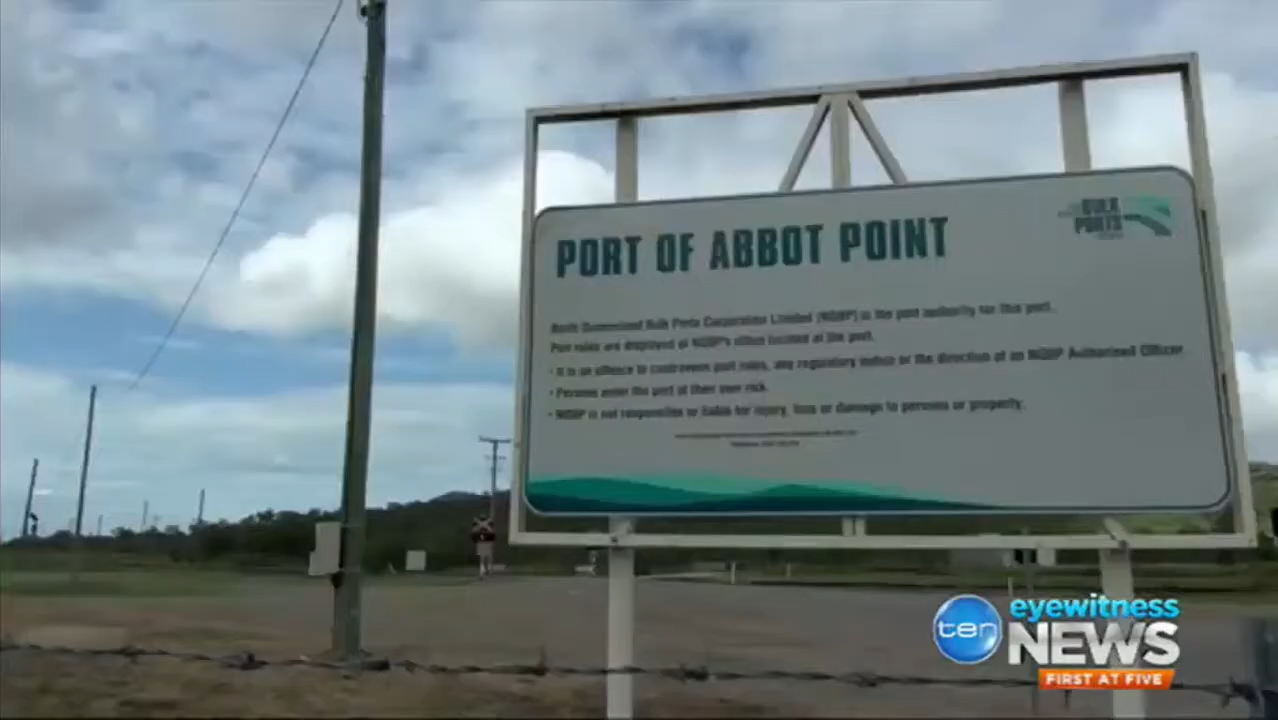 BULK
PORTS
PORT OF ABBOT POINT
North Queensland Bulk Ports Corporation Limited (NQBP) is the port authority for this port.
Port rules are displayed at NQBP's office located at the port.
• It is an offence to contravene port rules, any regulatory notice or the direction of an NQBP Authorised Officer
• Persons enter the port at their own risk.
• NQBP is not responsible or liable for injury, loss or damage to persons or property.
ten
eyewitness
NEWS
FIRST AT FIVE